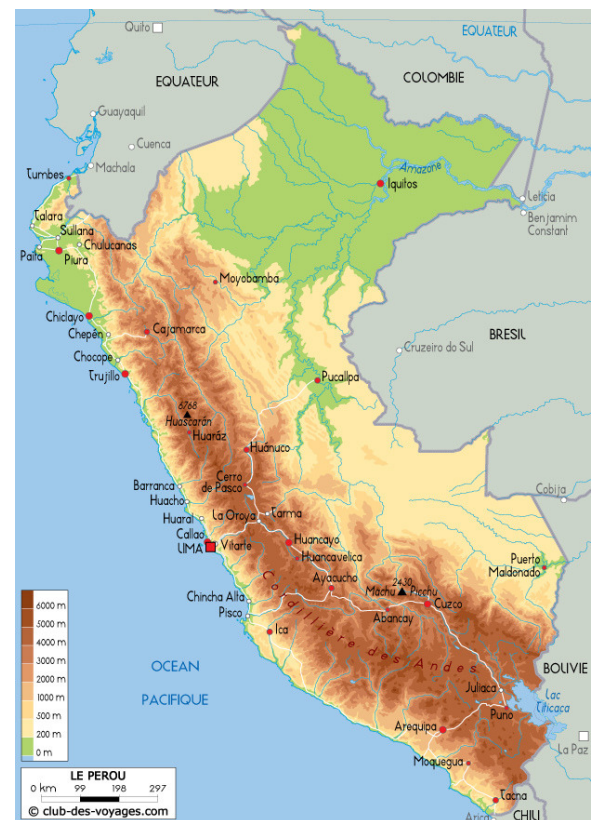 Quito
EQUATEUR
EQUATEUR
COLOMBIE
Guayaquil
Cuenca
Machala
Tumbes
Amazone
Iquitos
Leticia
Benjamim
Constant
Talara
Sullana
Chulucanas
Paita
Piura
Moyobamba
Chiclayo
Chepén
Cajamarca
BRESIL
Cruzeiro do Sul
Chocope
Trujillo
Pucallpa
6768
Huascarán
Huaráz
Huánuco
Cerro
de Pasco
Barranca
Huacho
Cobija
La Oroya
Tarma
Huaral
Callao
LIMA
Vitarte
Huancayo
Huancavelica
Puerto
Maldonado
Ayacucho
2430
Machu Picchu
Chincha Alta
Cuzco
Pisco
Abancay
Ica
Cordillière des Andes
6000 m
5000 m
4000 m
3000 m
2000 m
1000 m
500 m
200 m
0 m
OCEAN
PACIFIQUE
BOLIVIE
Juliaca
Lac
Titicaca
Puno
Arequipa
La Paz
Moquegua
Tacna
Arica
CHILI
LE PEROU
0 km 99 198 297
© club-des-voyages.com